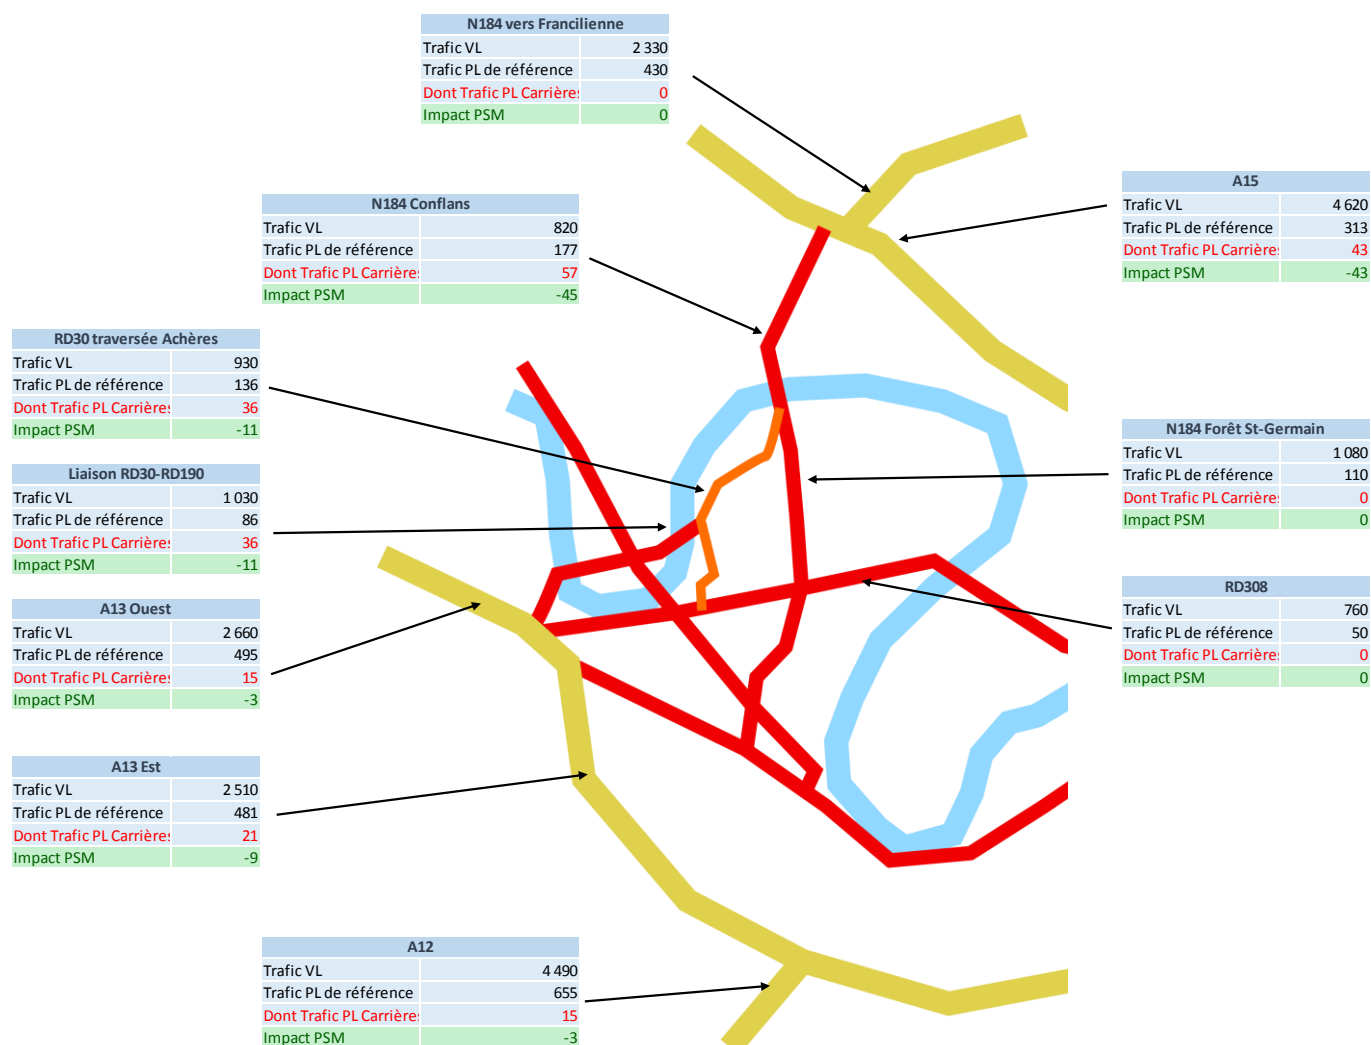 N184 vers Francilienne
Trafic VL 2 330
Trafic PL de référence 430
Dont Trafic PL Carrière 0
Impact PSM 0
A15
Trafic VL 4 620
Trafic PL de référence 313
Dont Trafic PL Carrière 43
Impact PSM -43
N184 Conflans
Trafic VL 820
Trafic PL de référence 177
Dont Trafic PL Carrière 57
Impact PSM -45
RD30 traversée Achères
Trafic VL 930
Trafic PL de référence 136
Dont Trafic PL Carrières 36
Impact PSM -11
N184 Forêt St-Germain
Trafic VL 1 080
Trafic PL de référence 110
Dont Trafic PL Carrière 0
Impact PSM 0
Liaison RD30-RD190
Trafic VL 1 030
Trafic PL de référence 86
Dont Trafic PL Carrières 36
Impact PSM -11
RD308
Trafic VL 760
Trafic PL de référence 50
Dont Trafic PL Carrière 0
Impact PSM 0
A13 Ouest
Trafic VL 2 660
Trafic PL de référence 495
Dont Trafic PL Carrières 15
Impact PSM -3
A13 Est
Trafic VL 2 510
Trafic PL de référence 481
Dont Trafic PL Carrières 21
Impact PSM -9
A12
Trafic VL 4 490
Trafic PL de référence 655
Dont Trafic PL Carrière 15
Impact PSM -3